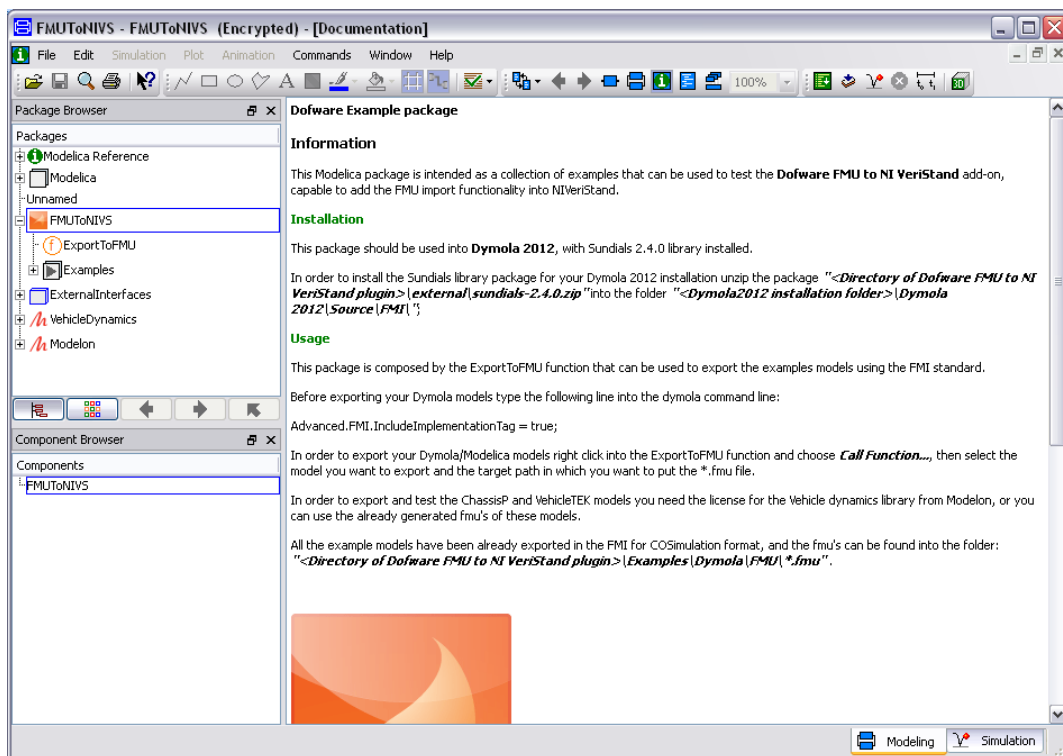 FMUToNIVS - FMUToNIVS (Encrypted) - [Documentation]
File Edit Simulation Plot Animation Commands Window Help
100%
Package Browser
Packages
Modelica Reference
Modelica
Unnamed
FMUToNIVS
ExportToFMU
Examples
ExternalInterfaces
VehicleDynamics
Modelon
Component Browser
Components
FMUToNIVS
Dofware Example package
Information
This Modelica package is intended as a collection of examples that can be used to test the Dofware FMU to NI VeriStand add-on,
capable to add the FMU import functionality into NIVeriStand.
Installation
This package should be used into Dymola 2012, with Sundials 2.4.0 library installed.
In order to install the Sundials library package for your Dymola 2012 installation unzip the package "<Directory of Dofware FMU to NI
VeriStand plugin>\external\sundials-2.4.0.zip"into the folder "<Dymola2012 installation folder>\Dymola
2012\Source\FMI\";
Usage
This package is composed by the ExportToFMU function that can be used to export the examples models using the FMI standard.
Before exporting your Dymola models type the following line into the dymola command line:
Advanced.FMI.IncludeImplementationTag = true;
In order to export your Dymola/Modelica models right click into the ExportToFMU function and choose Call Function..., then select the
model you want to export and the target path in which you want to put the *.fmu file.
In order to export and test the ChassisP and VehicleTEK models you need the license for the Vehicle dynamics library from Modelon, or you
can use the already generated fmu's of these models.
All the example models have been already exported in the FMI for COSimulation format, and the fmu's can be found into the folder:
"<Directory of Dofware FMU to NI VeriStand plugin>\Examples\Dymola\FMU\*.fmu".
Modeling Simulation